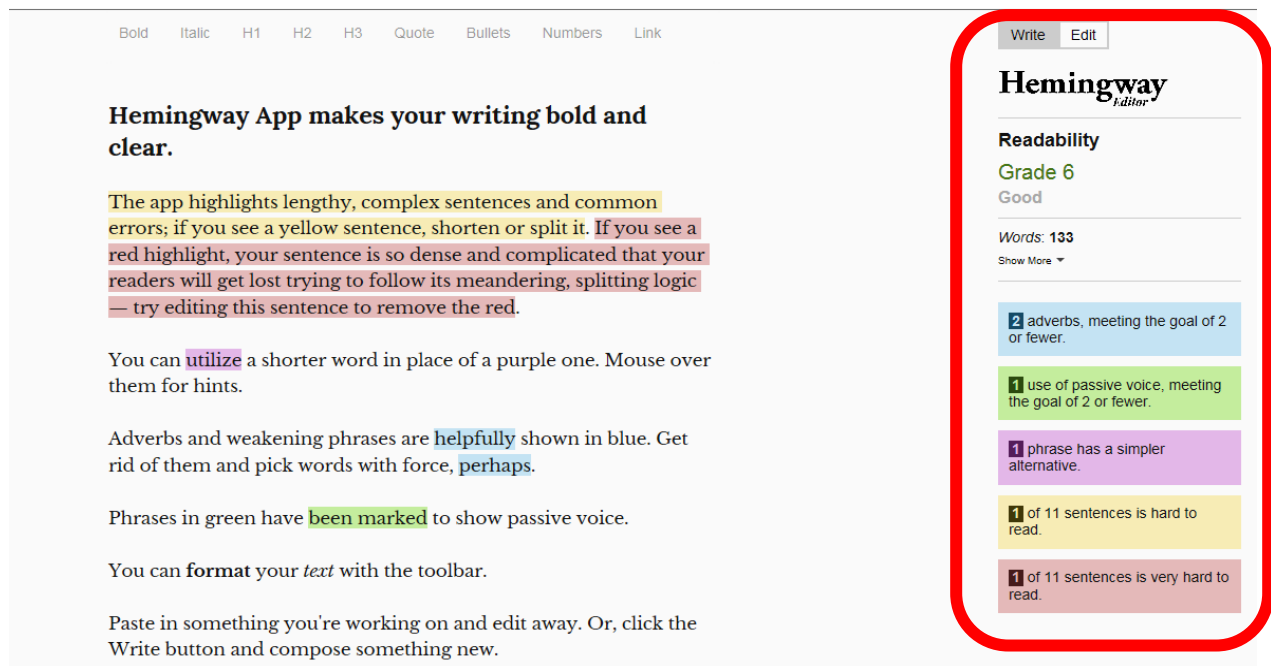 Bold Italic H1 H2 H3 Quote Bullets Numbers Link
Hemingway App makes your writing bold and
clear.
The app highlights lengthy, complex sentences and common
errors; if you see a yellow sentence, shorten or split it. If you see a
red highlight, your sentence is so dense and complicated that your
readers will get lost trying to follow its meandering, splitting logic
— try editing this sentence to remove the red.
You can utilize a shorter word in place of a purple one. Mouse over
them for hints.
Adverbs and weakening phrases are helpfully shown in blue. Get
rid of them and pick words with force, perhaps.
Phrases in green have been marked to show passive voice.
You can format your text with the toolbar.
Paste in something you're working on and edit away. Or, click the
Write button and compose something new.
Write Edit
Hemingway
Editor
Readability
Grade 6
Good
Words: 133
Show More
2 adverbs, meeting the goal of 2
or fewer.
1 use of passive voice, meeting
the goal of 2 or fewer.
1 phrase has a simpler
alternative.
1 of 11 sentences is hard to
read.
1 of 11 sentences is very hard to
read.